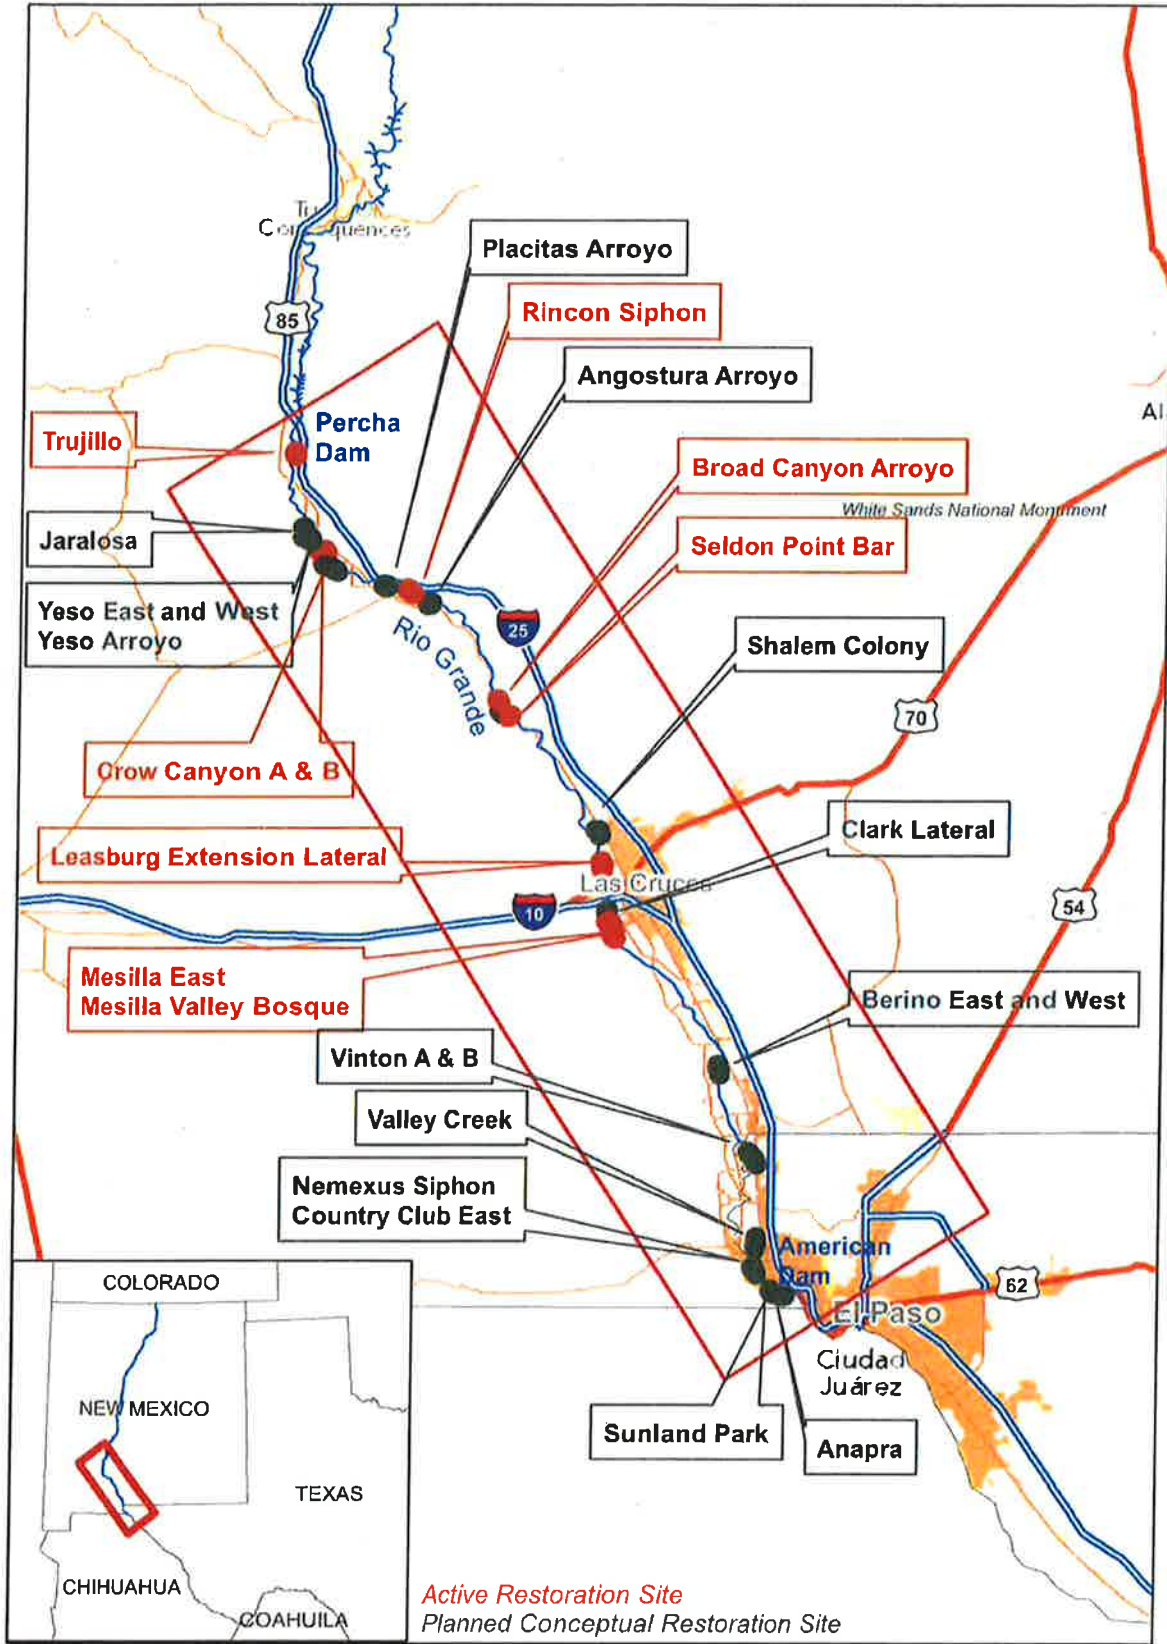 Consequences
Placitas Arroyo
Rincon Siphon
85
Angostura Arroyo
Percha
Dam
Al
Trujillo
Broad Canyon Arroyo
White Sands National Monument
Jaralosa
Seldon Point Bar
Yeso East and West
Yeso Arroyo
Rio Grande
25
Shalem Colony
70
Crow Canyon A & B
Clark Lateral
Leasburg Extension Lateral
Las Cruces
10
54
Mesilla East
Mesilla Valley Bosque
Berino East and West
Vinton A & B
Valley Creek
Nemexus Siphon
Country Club East
American
Dam
62
El Paso
Ciudad
Juárez
Sunland Park
Anapra
COLORADO
NEW MEXICO
TEXAS
CHIHUAHUA
COAHUILA
Active Restoration Site
Planned Conceptual Restoration Site